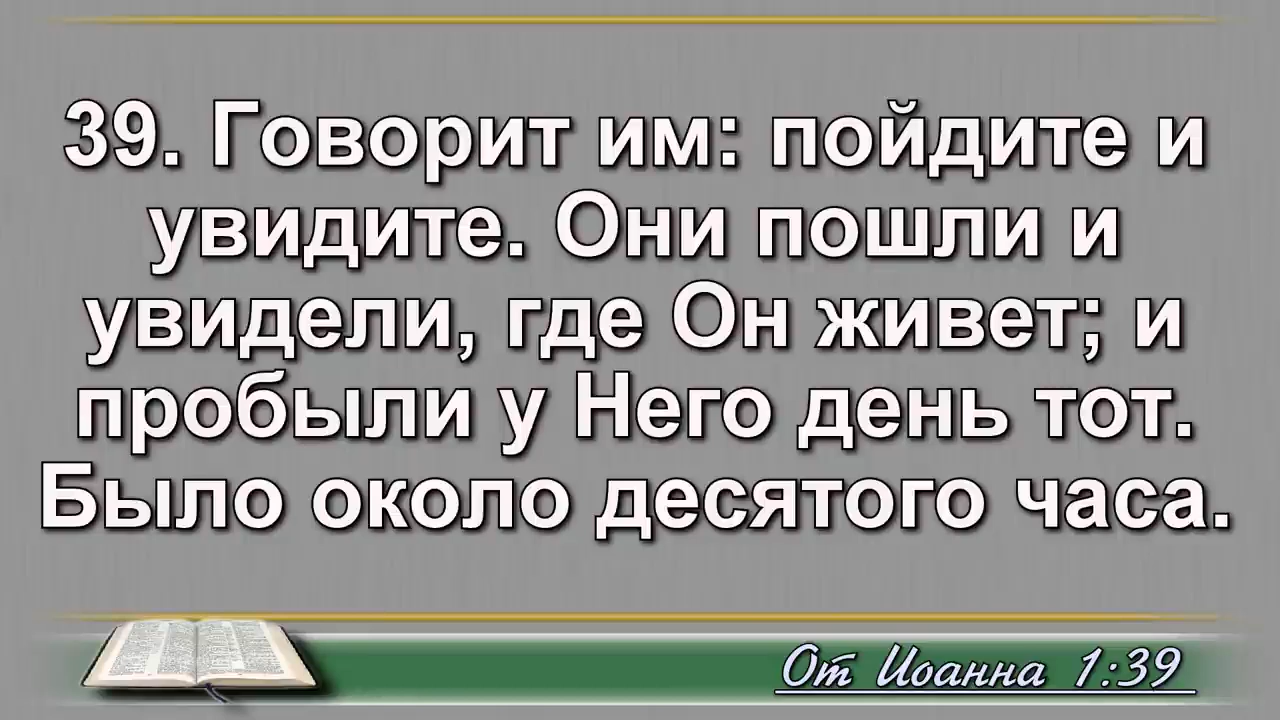 39. Говорит им: пойдите и
увидите. Они пошли и
увидели, где Он живет; и
пробыли у Него день тот.
Было около десятого часа.
От Иоанна 1:39